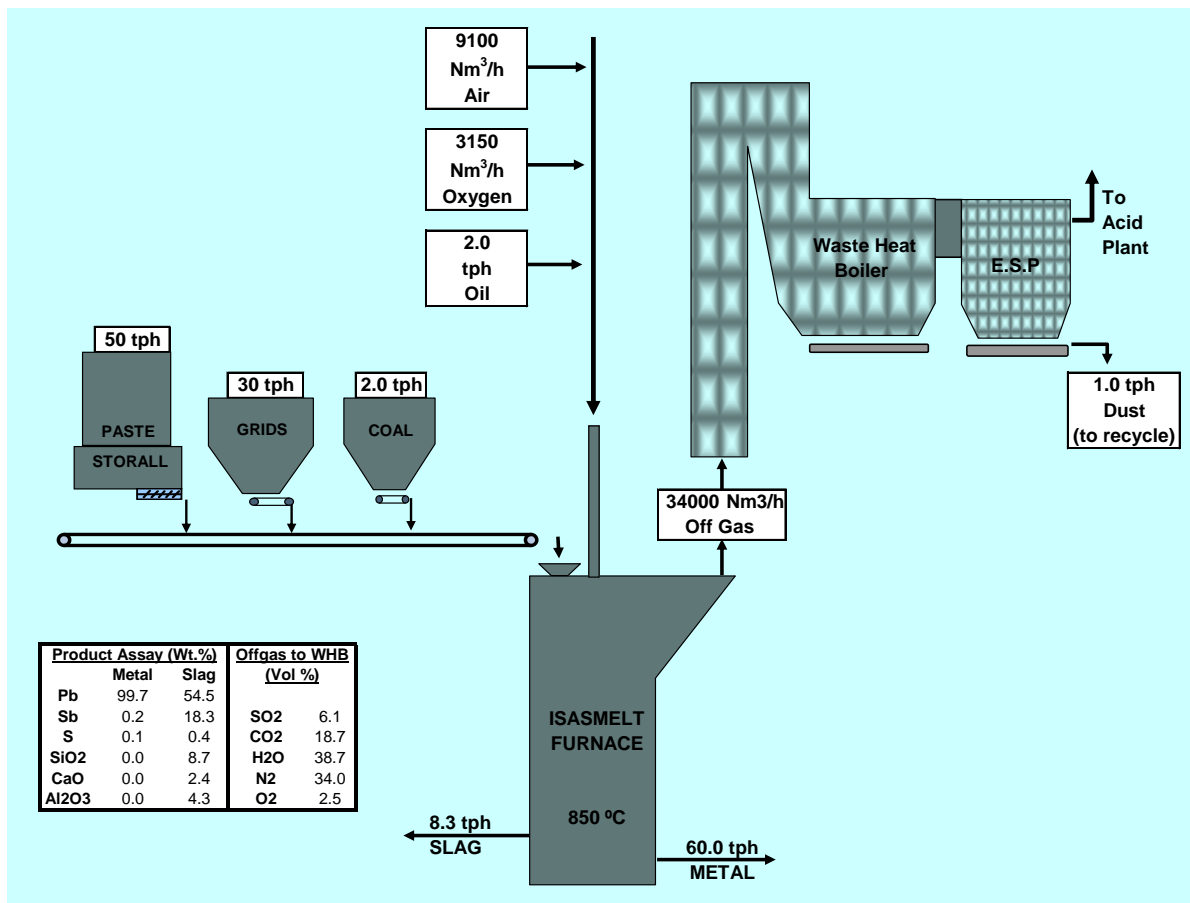 9100
Nm3/h
Air
3150
Nm3/h
Oxygen
2.0
tph
Oil
50 tph
30 tph
2.0 tph
PASTE
STORALL
GRIDS
COAL
Waste Heat
Boiler
E.S.P
To
Acid
Plant
1.0 tph
Dust
(to recycle)
34000 Nm3/h
Off Gas
Product Assay (Wt.%) Offgas to WHB
Metal Slag (Vol %)
Pb 99.7 54.5
Sb 0.2 18.3 SO2 6.1
S 0.1 0.4 CO2 18.7
SiO2 0.0 8.7 H2O 38.7
CaO 0.0 2.4 N2 34.0
Al2O3 0.0 4.3 O2 2.5
ISASMELT
FURNACE
850 ºC
8.3 tph
SLAG
60.0 tph
METAL